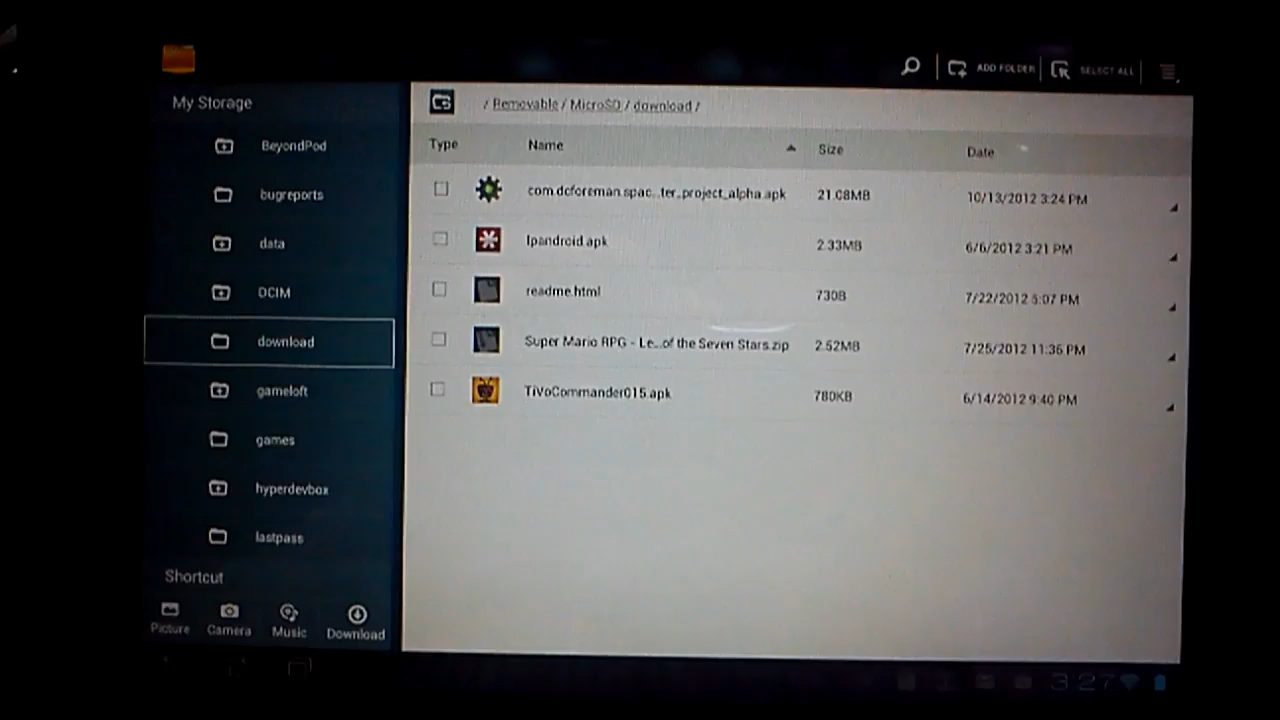 ADD FOLDER
SELECT ALL
My Storage
BeyondPod
bugreports
data
DCIM
download
gameloft
games
hyperdevbox
lastpass
Shortcut
Picture Camera Music Download
/ Removable / MicroSD / download /
Type Name Size Date
com.dcforeman.spac...ter_project_alpha.apk 21.08MB 10/13/2012 3:24 PM
lpandroid.apk 2.33MB 6/6/2012 3:21 PM
readme.html 730B 7/22/2012 5:07 PM
Super Mario RPG - Le...of the Seven Stars.zip 2.52MB 7/25/2012 11:36 PM
TiVoCommander015.apk 780KB 6/14/2012 9:40 PM
3:27